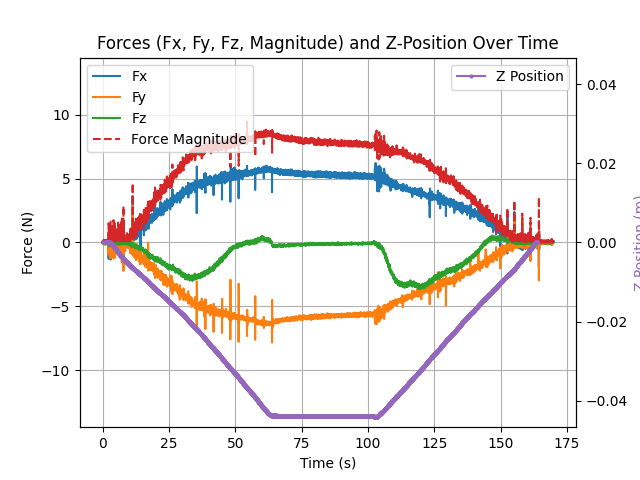 Forces (Fx, Fy, Fz, Magnitude) and Z-Position Over Time
Fx
Fy
Fz
Force Magnitude
Z Position
10
5
0
−5
−10
Force (N)
0.04
0.02
0.00
−0.02
−0.04
Z Position (m)
0 25 50 75 100 125 150 175
Time (s)